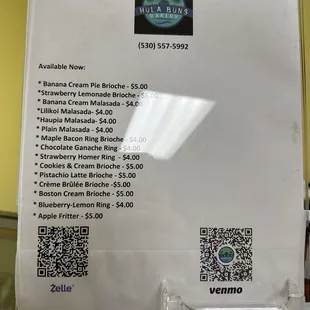 HULA BUNS
BAKERY
(530) 557-5992
Available Now:
* Banana Cream Pie Brioche - $5.00
*Strawberry Lemonade Brioche - $5.00
* Banana Cream Malasada - $4.00
*Lilikoi Malasada- $4.00
*Haupia Malasada - $4.00
* Plain Malasada - $4.00
* Maple Bacon Ring Brioche - $4.00
* Chocolate Ganache Ring - $4.00
* Strawberry Homer Ring - $4.00
* Cookies & Cream Brioche - $5.00
* Pistachio Latte Brioche - $5.00
* Crème Brûlée Brioche -$5.00
* Boston Cream Brioche - $5.00
* Blueberry-Lemon Ring - $4.00
* Apple Fritter - $5.00
Zelle
venmo